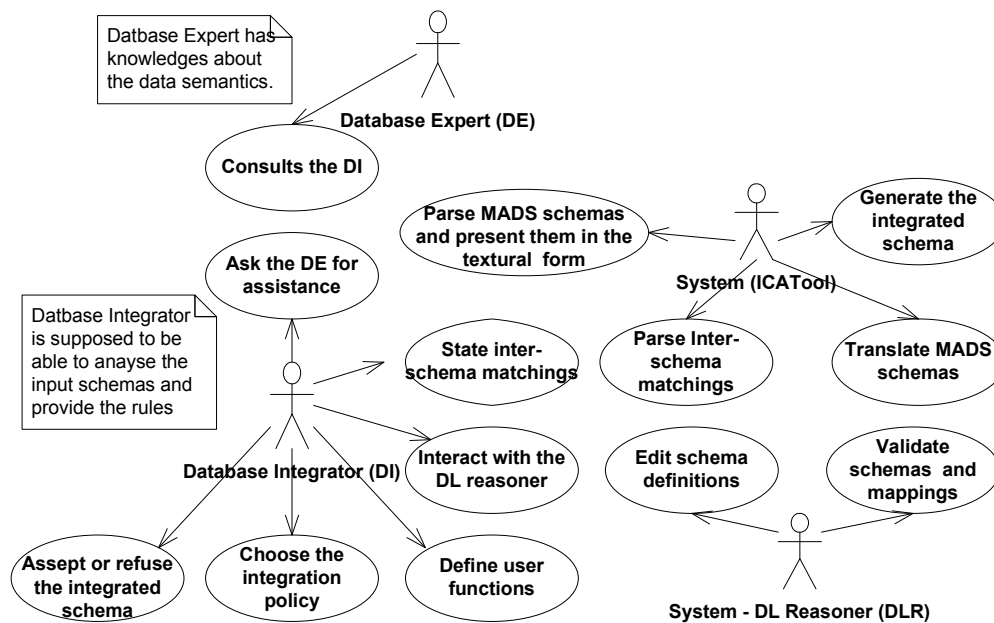 Datbase Expert has
knowledges about
the data semantics.
Database Expert (DE)
Consults the DI
Parse MADS schemas
and present them in the
textural form
Generate the
integrated
schema
System (ICATool)
Ask the DE for
assistance
Datbase Integrator
is supposed to be
able to anayse the
input schemas and
provide the rules
State inter-
schema matchings
Parse Inter-
schema
matchings
Translate MADS
schemas
Database Integrator (DI)
Interact with the
DL reasoner
Edit schema
definitions
Validate
schemas and
mappings
Assept or refuse
the integrated
schema
Choose the
integration
policy
Define user
functions
System - DL Reasoner (DLR)